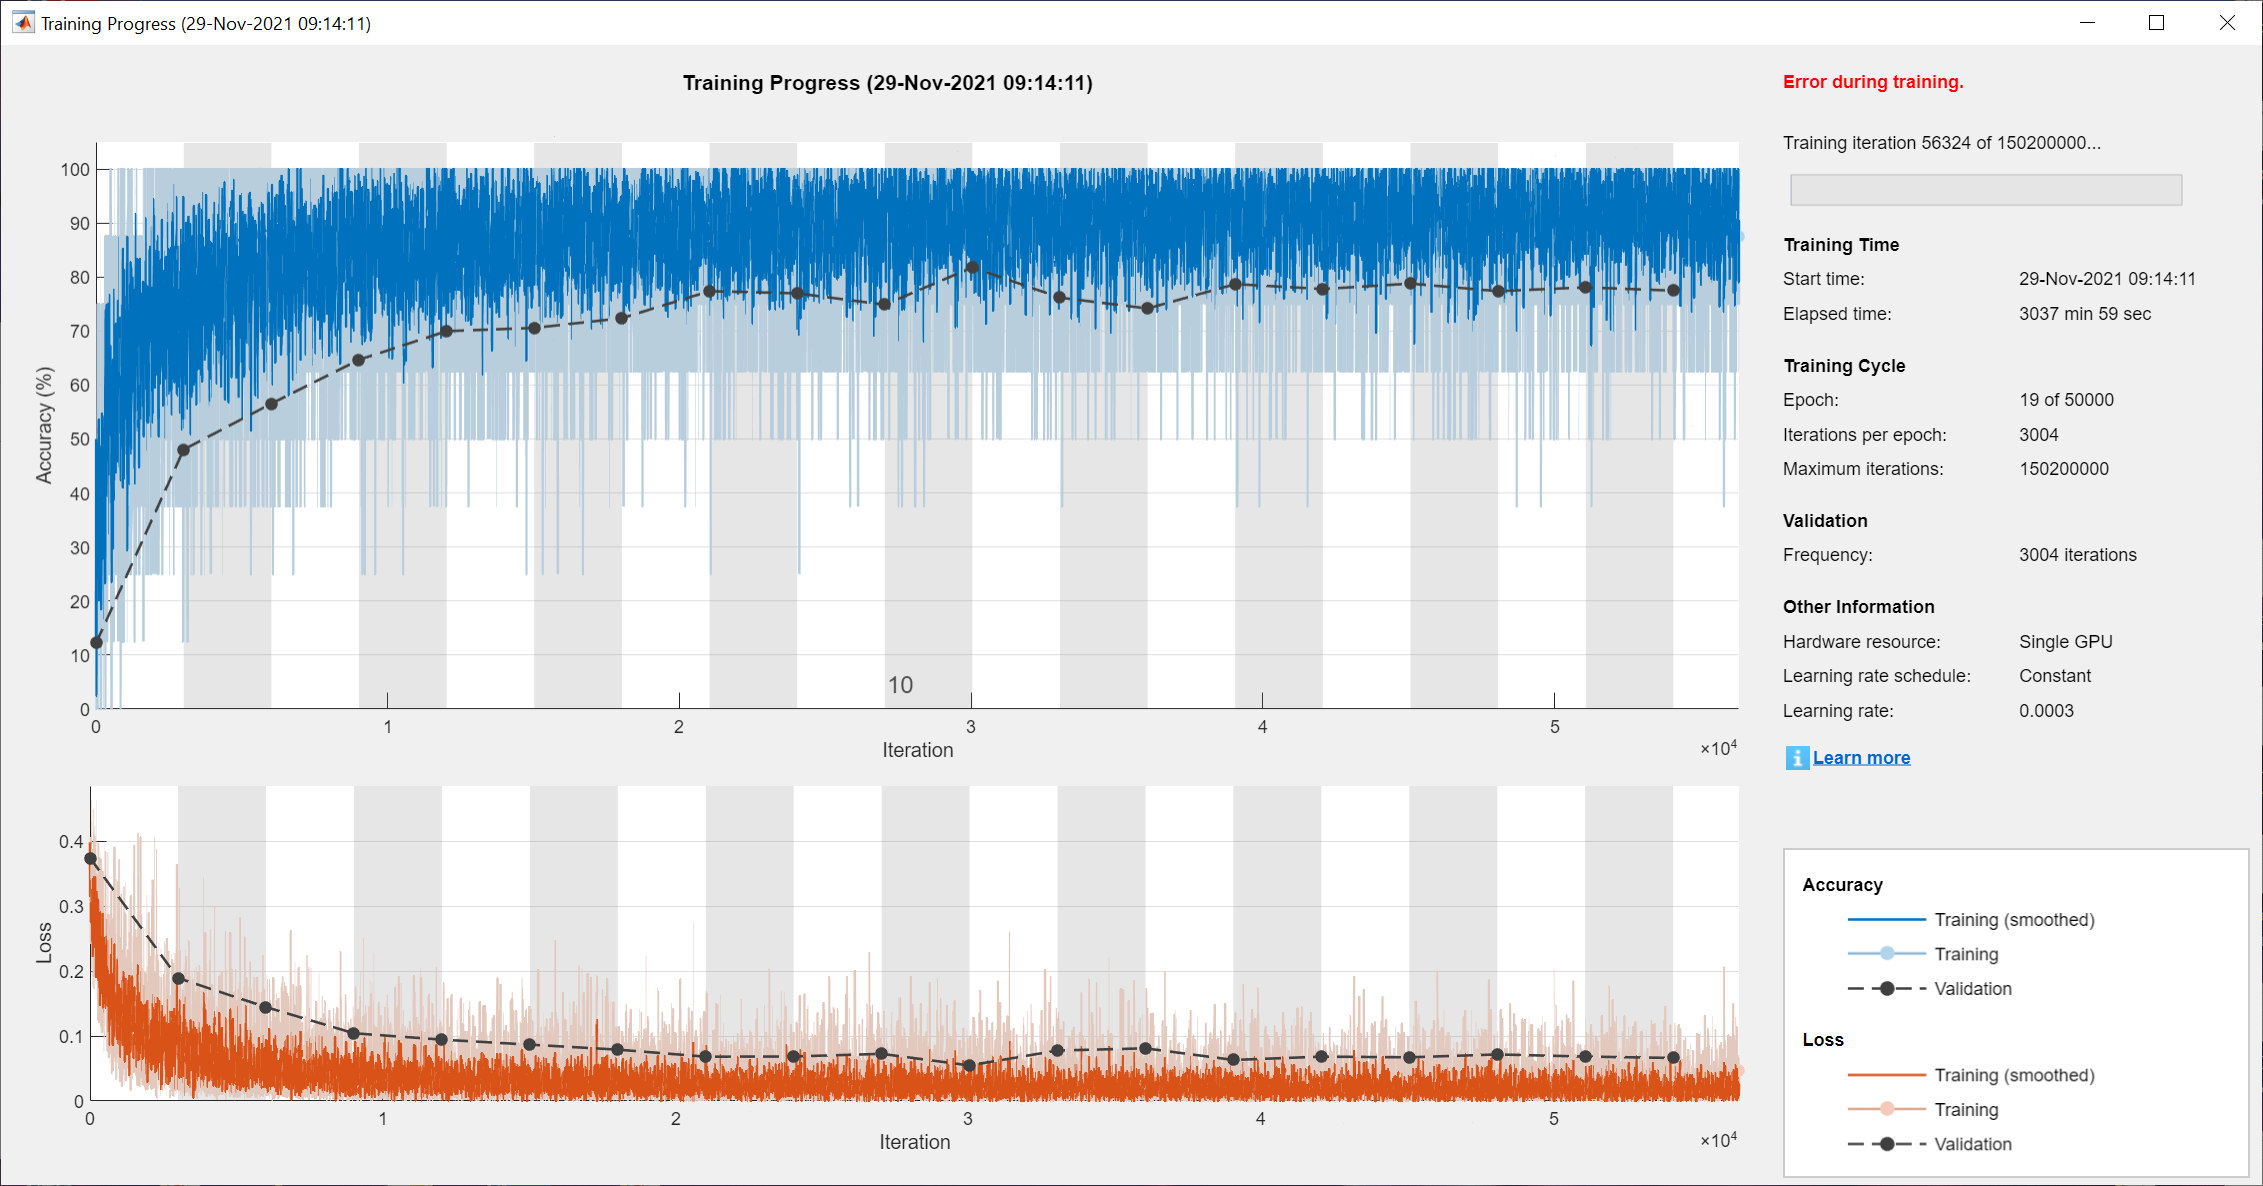 Training Progress (29-Nov-2021 09:14:11)
Training Progress (29-Nov-2021 09:14:11)
100
90
80
70
60
50
40
30
20
10
0
Accuracy (%)
10
0 1 2 3 4 5
Iteration
×10⁴
0.4
0.3
0.2
0.1
0
Loss
0 1 2 3 4 5
Iteration
×10⁴
Error during training.
Training iteration 56324 of 150200000...
Training Time
Start time: 29-Nov-2021 09:14:11
Elapsed time: 3037 min 59 sec
Training Cycle
Epoch: 19 of 50000
Iterations per epoch: 3004
Maximum iterations: 150200000
Validation
Frequency: 3004 iterations
Other Information
Hardware resource: Single GPU
Learning rate schedule: Constant
Learning rate: 0.0003
i Learn more
Accuracy
Training (smoothed)
Training
Validation
Loss
Training (smoothed)
Training
Validation